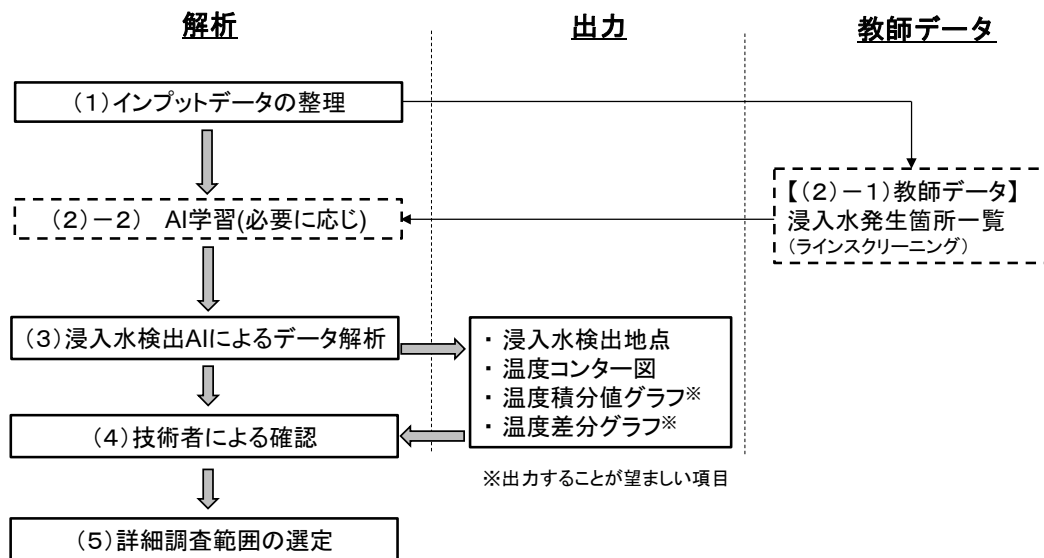 解析
出力
教師データ
（１）インプットデータの整理
【（２）－１）教師データ】
浸入水発生箇所一覧
（ラインスクリーニング）
（２）－２）　AI学習(必要に応じ)
（３）浸入水検出AIによるデータ解析
・ 浸入水検出地点
・ 温度コンター図
・ 温度積分値グラフ※
・ 温度差分グラフ※
（４）技術者による確認
※出力することが望ましい項目
（５）詳細調査範囲の選定